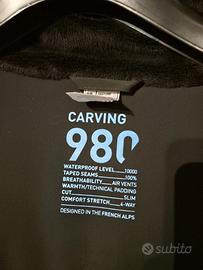 CARVING
980
WATERPROOF LEVEL 10000
TAPED SEAMS 100%
BREATHABILITY AIR VENTS
WARMTH/TECHNICAL PADDING
CUT SLIM
COMFORT STRETCH 4-WAY
DESIGNED IN THE FRENCH ALPS
subito